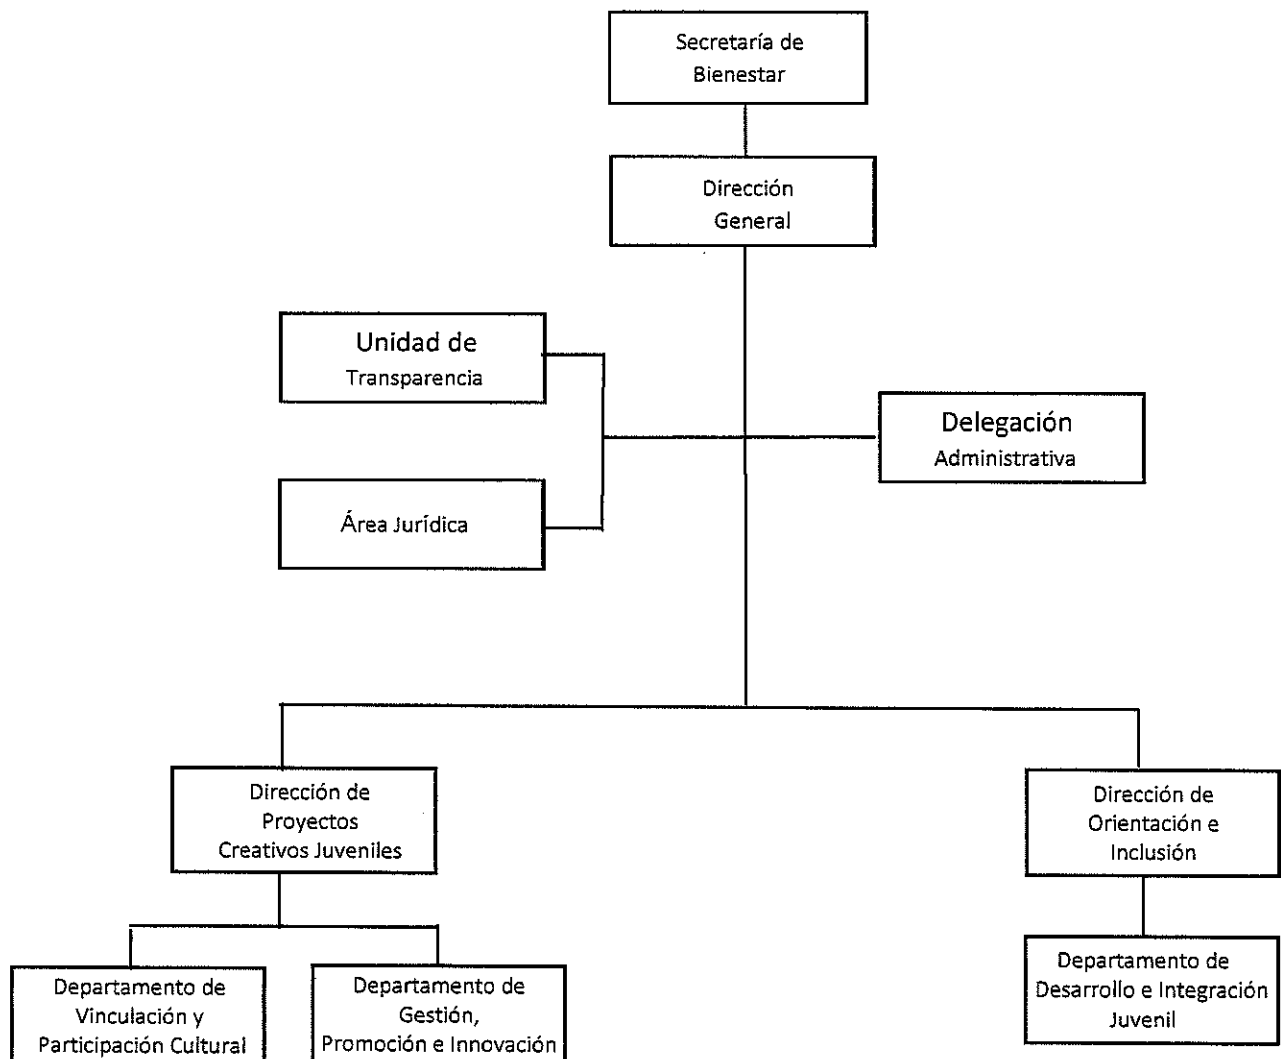 Secretaría de
Bienestar
Dirección
General
Unidad de
Transparencia
Delegación
Administrativa
Área Jurídica
Dirección de
Proyectos
Creativos Juveniles
Dirección de
Orientación e
Inclusión
Departamento de
Vinculación y
Participación Cultural
Departamento de
Gestión,
Promoción e Innovación
Departamento de
Desarrollo e Integración
Juvenil